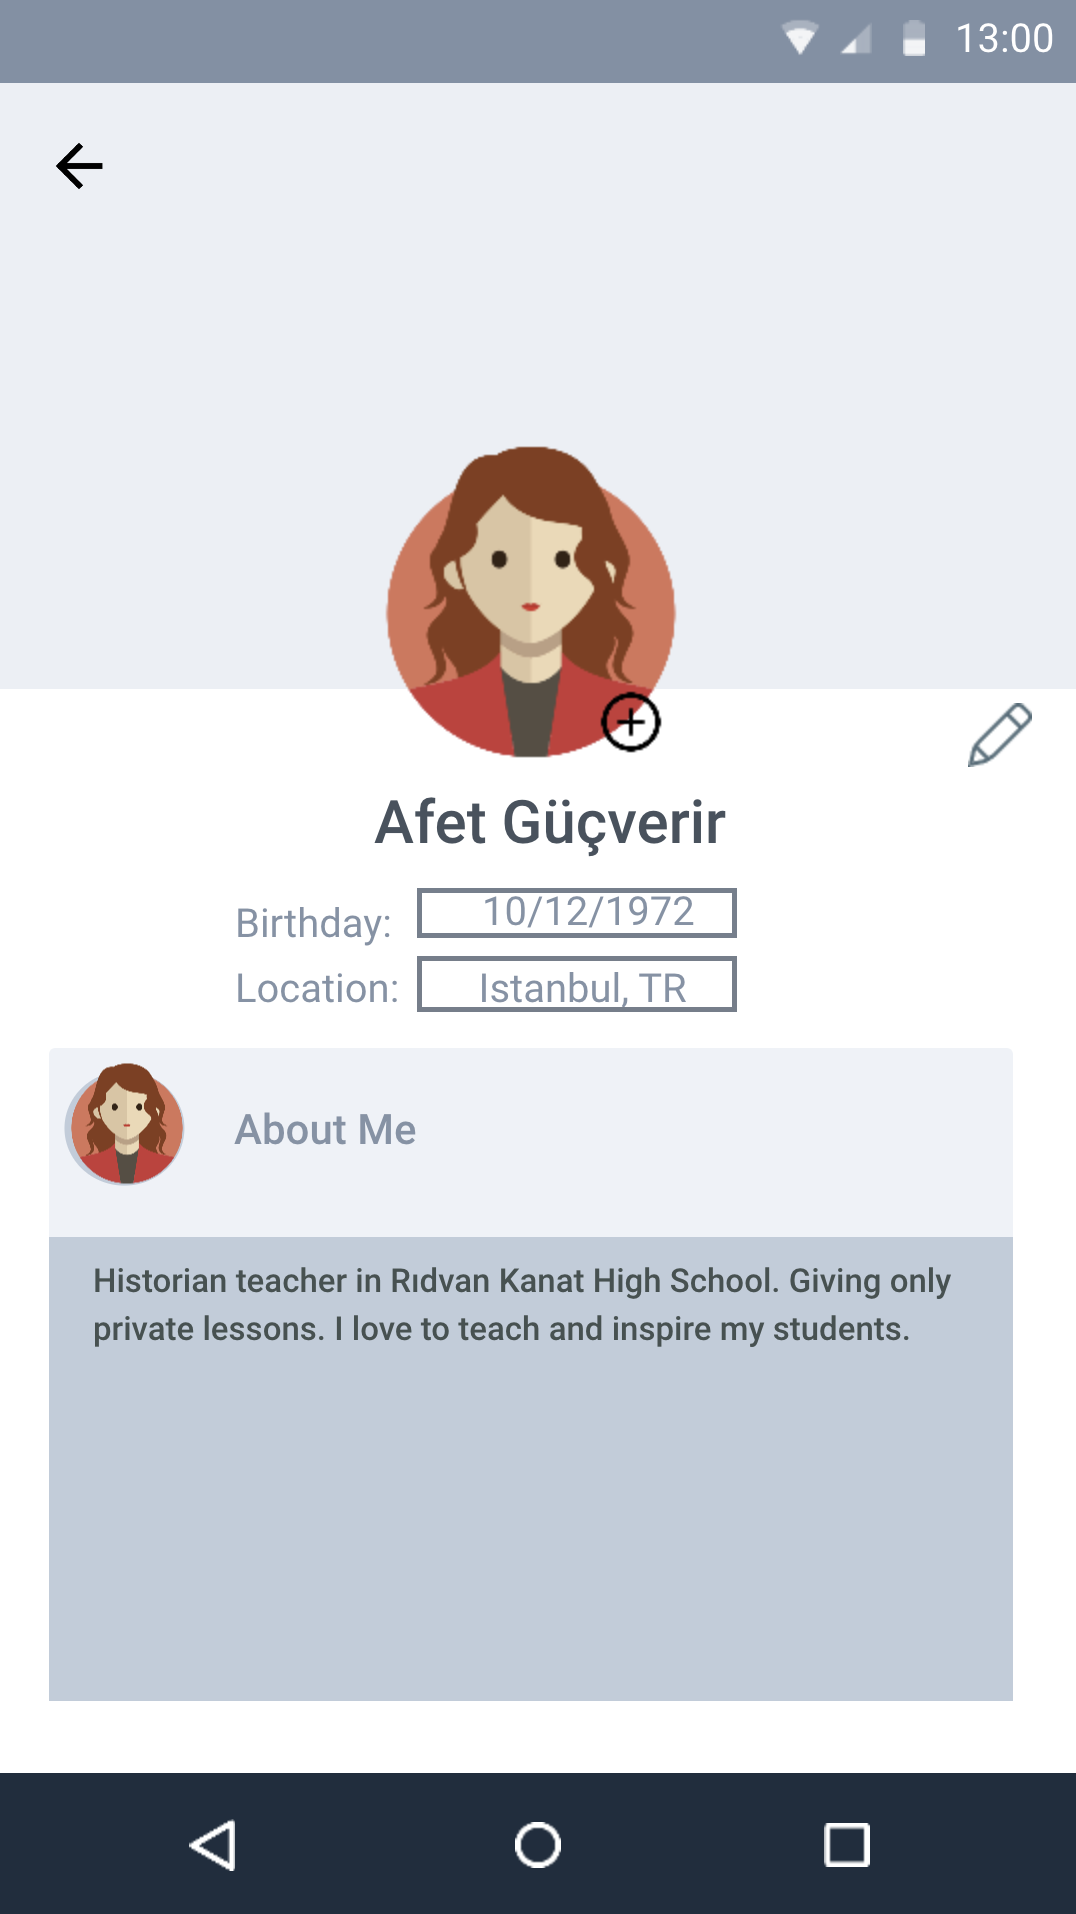 13:00
Afet Güçverir
Birthday: 10/12/1972
Location: Istanbul, TR
About Me
Historian teacher in Rıdvan Kanat High School. Giving only
private lessons. I love to teach and inspire my students.